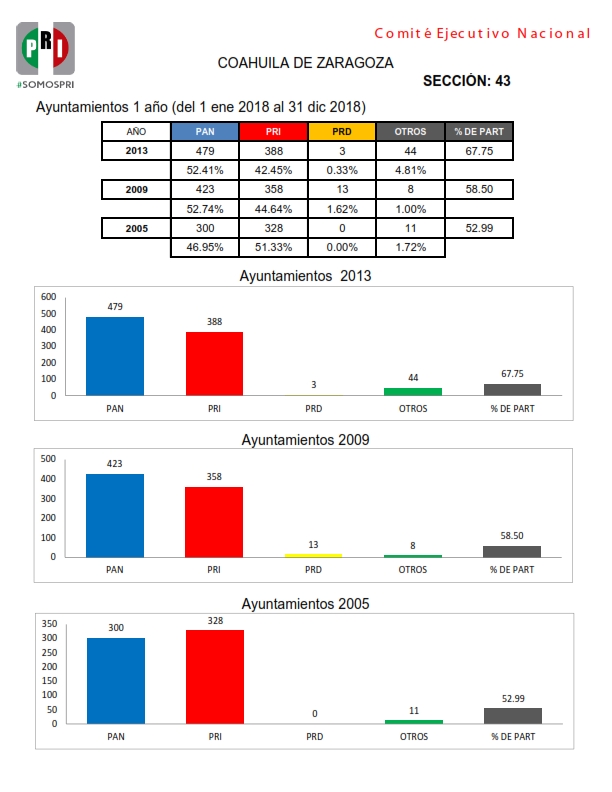 Comité Ejecutivo Nacional
PRI
#SOMOSPRI
COAHUILA DE ZARAGOZA
SECCIÓN: 43
Ayuntamientos 1 año (del 1 ene 2018 al 31 dic 2018)
AÑO PAN PRI PRD OTROS % DE PART
2013 479 388 3 44 67.75
52.41% 42.45% 0.33% 4.81%
2009 423 358 13 8 58.50
52.74% 44.64% 1.62% 1.00%
2005 300 328 0 11 52.99
46.95% 51.33% 0.00% 1.72%
Ayuntamientos 2013
600
500
400
300
200
100
0
479 388 3 44 67.75
PAN PRI PRD OTROS % DE PART
Ayuntamientos 2009
500
400
300
200
100
0
423 358 13 8 58.50
PAN PRI PRD OTROS % DE PART
Ayuntamientos 2005
350
300
250
200
150
100
50
0
300 328 0 11 52.99
PAN PRI PRD OTROS % DE PART